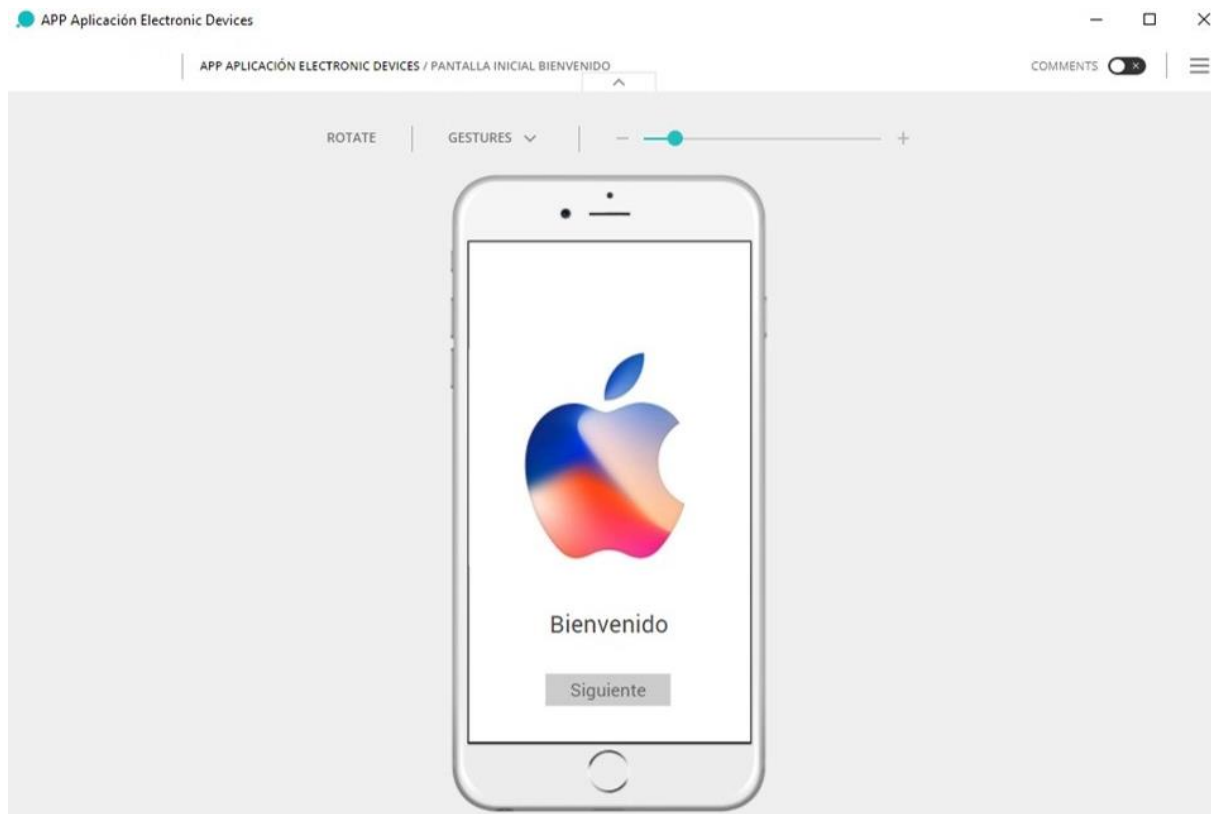 APP Aplicación Electronic Devices
APP APLICACIÓN ELECTRONIC DEVICES / PANTALLA INICIAL BIENVENIDO
COMMENTS
ROTATE
GESTURES
Bienvenido
Siguiente